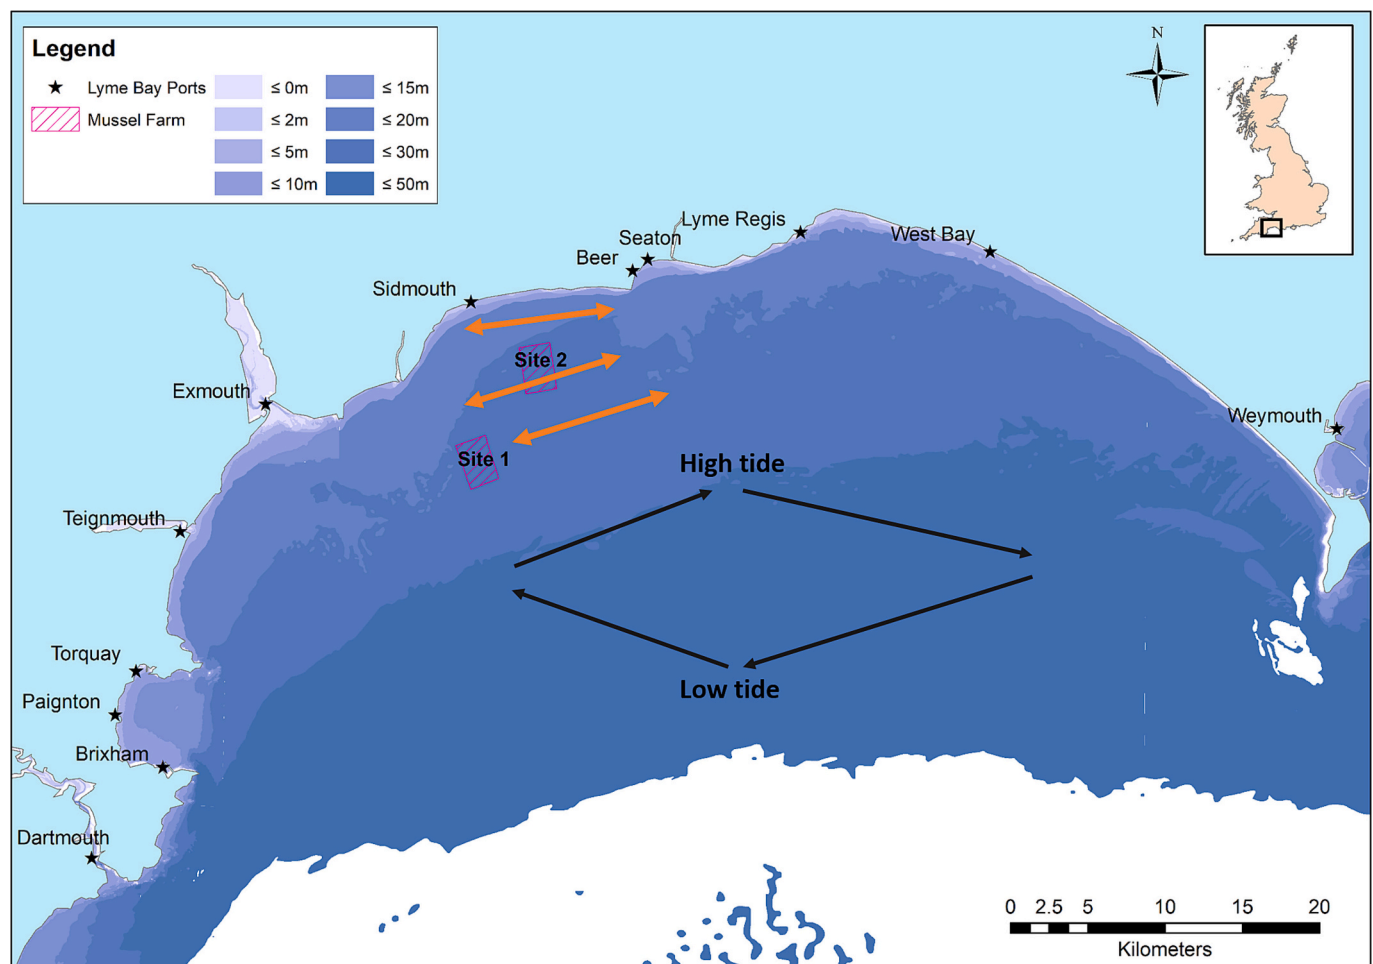 Legend
Lyme Bay Ports
Mussel Farm
≤ 0m
≤ 2m
≤ 5m
≤ 10m
≤ 15m
≤ 20m
≤ 30m
≤ 50m
N
Lyme Regis
West Bay
Seaton
Beer
Sidmouth
Exmouth
Site 2
Site 1
Weymouth
High tide
Teignmouth
Torquay
Paignton
Low tide
Brixham
Dartmouth
0 2.5 5 10 15 20
Kilometers